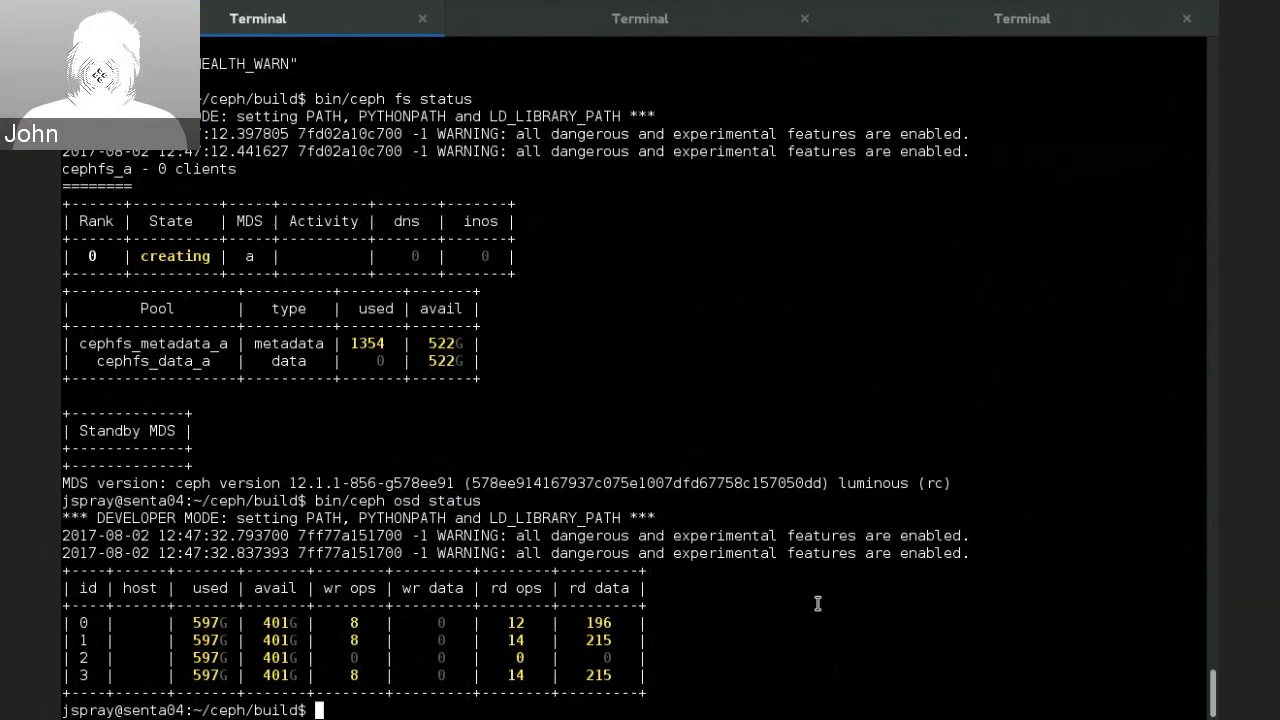 Terminal × Terminal × Terminal ×
EALTH_WARN"
John
~/ceph/build$ bin/ceph fs status
DE: setting PATH, PYTHONPATH and LD_LIBRARY_PATH ***
:12.397805 7fd02a10c700 -1 WARNING: all dangerous and experimental features are enabled.
2017-08-02 12:47:12.441627 7fd02a10c700 -1 WARNING: all dangerous and experimental features are enabled.
cephfs_a - 0 clients
========
+------+----------+-----+----------+-------+-------+
| Rank | State | MDS | Activity | dns | inos |
+------+----------+-----+----------+-------+-------+
| 0 | creating | a | | 0 | 0 |
+------+----------+-----+----------+-------+-------+
+-------------------+----------+-------+-------+
| Pool | type | used | avail |
+-------------------+----------+-------+-------+
| cephfs_metadata_a | metadata | 1354 | 522G |
| cephfs_data_a | data | 0 | 522G |
+-------------------+----------+-------+-------+
+-------------+
| Standby MDS |
+-------------+
+-------------+
MDS version: ceph version 12.1.1-856-g578ee91 (578ee914167937c075e1007dfd67758c157050dd) luminous (rc)
jspray@senta04:~/ceph/build$ bin/ceph osd status
*** DEVELOPER MODE: setting PATH, PYTHONPATH and LD_LIBRARY_PATH ***
2017-08-02 12:47:32.793700 7ff77a151700 -1 WARNING: all dangerous and experimental features are enabled.
2017-08-02 12:47:32.837393 7ff77a151700 -1 WARNING: all dangerous and experimental features are enabled.
+----+------+-------+-------+--------+---------+--------+---------+
| id | host | used | avail | wr ops | wr data | rd ops | rd data |
+----+------+-------+-------+--------+---------+--------+---------+
| 0 | | 597G | 401G | 8 | 0 | 12 | 196 |
| 1 | | 597G | 401G | 8 | 0 | 14 | 215 |
| 2 | | 597G | 401G | 0 | 0 | 0 | 0 |
| 3 | | 597G | 401G | 8 | 0 | 14 | 215 |
+----+------+-------+-------+--------+---------+--------+---------+
jspray@senta04:~/ceph/build$